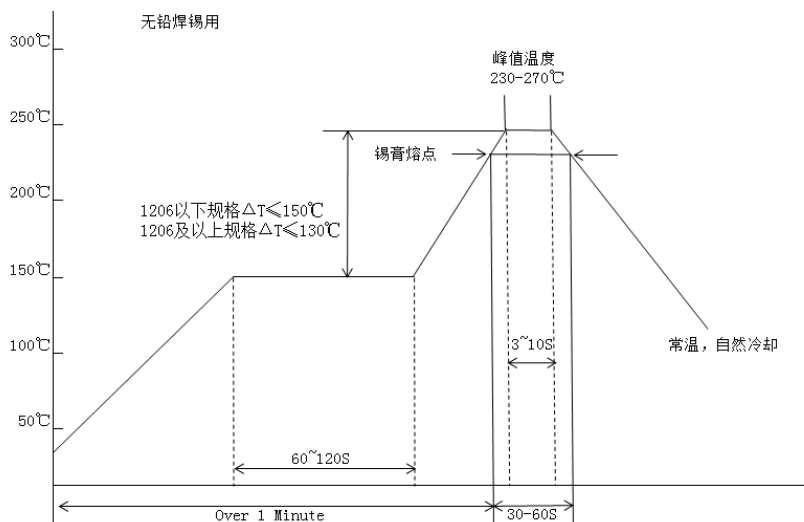 无铅焊锡用
300℃
峰值温度
230-270℃
250℃
锡膏熔点
200℃
1206以下规格△T≤150℃
1206及以上规格△T≤130℃
150℃
100℃
3~10S
常温，自然冷却
50℃
60~120S
Over 1 Minute
30-60S